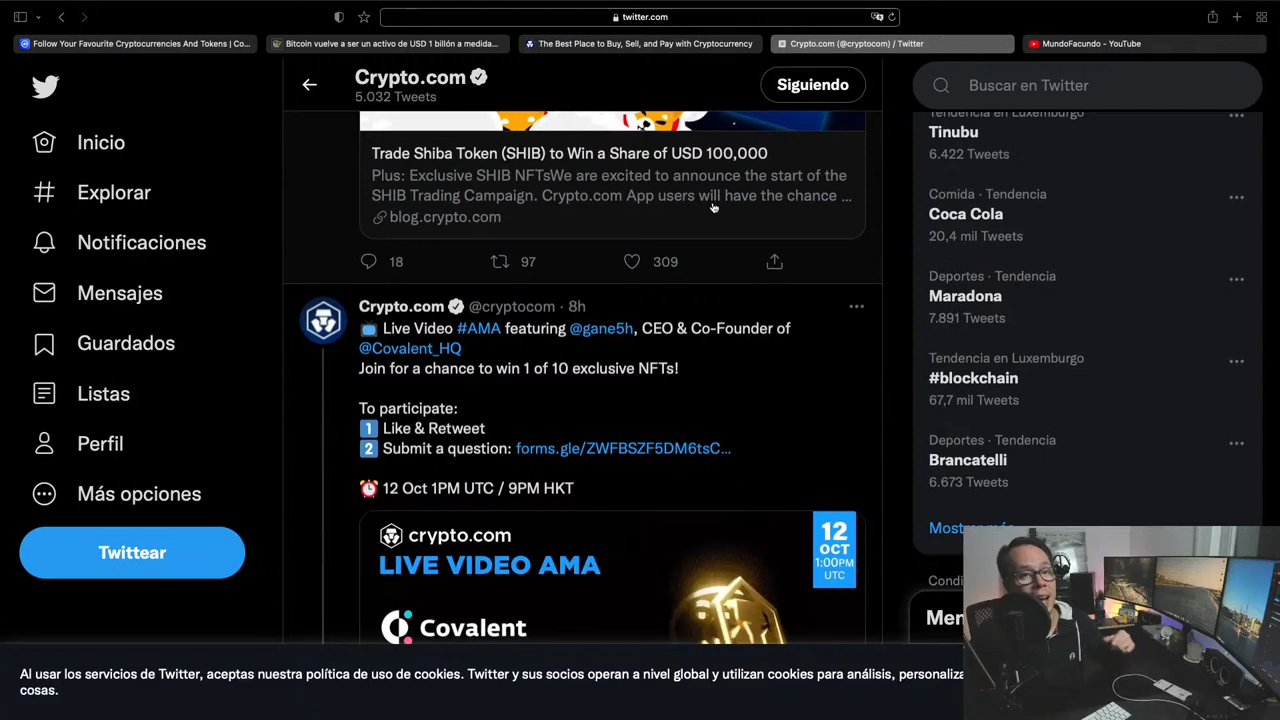 twitter.com
Follow Your Favourite Cryptocurrencies And Tokens | Co...
Bitcoin vuelve a ser un activo de USD 1 billón a medida...
The Best Place to Buy, Sell, and Pay with Cryptocurrency
Crypto.com (@cryptocom) / Twitter
MundoFacundo - YouTube
Inicio
Explorar
Notificaciones
Mensajes
Guardados
Listas
Perfil
Más opciones
Twittear
Crypto.com
5.032 Tweets
Siguiendo
Trade Shiba Token (SHIB) to Win a Share of USD 100,000
Plus: Exclusive SHIB NFTsWe are excited to announce the start of the
SHIB Trading Campaign. Crypto.com App users will have the chance ...
blog.crypto.com
18 97 309
Crypto.com @cryptocom · 8h
Live Video #AMA featuring @gane5h, CEO & Co-Founder of
@Covalent_HQ
Join for a chance to win 1 of 10 exclusive NFTs!
To participate:
1 Like & Retweet
2 Submit a question: forms.gle/ZWFBSZF5DM6tsC...
12 Oct 1PM UTC / 9PM HKT
crypto.com
LIVE VIDEO AMA
Covalent
12
OCT
1:00PM
UTC
Buscar en Twitter
Tendencia en Luxemburgo
Tinubu
6.422 Tweets
Comida · Tendencia
Coca Cola
20,4 mil Tweets
Deportes · Tendencia
Maradona
7.891 Tweets
Tendencia en Luxemburgo
#blockchain
67,7 mil Tweets
Deportes · Tendencia
Brancatelli
6.673 Tweets
Mostrar más
Al usar los servicios de Twitter, aceptas nuestra política de uso de cookies. Twitter y sus socios operan a nivel global y utilizan cookies para análisis, personaliza
cosas.